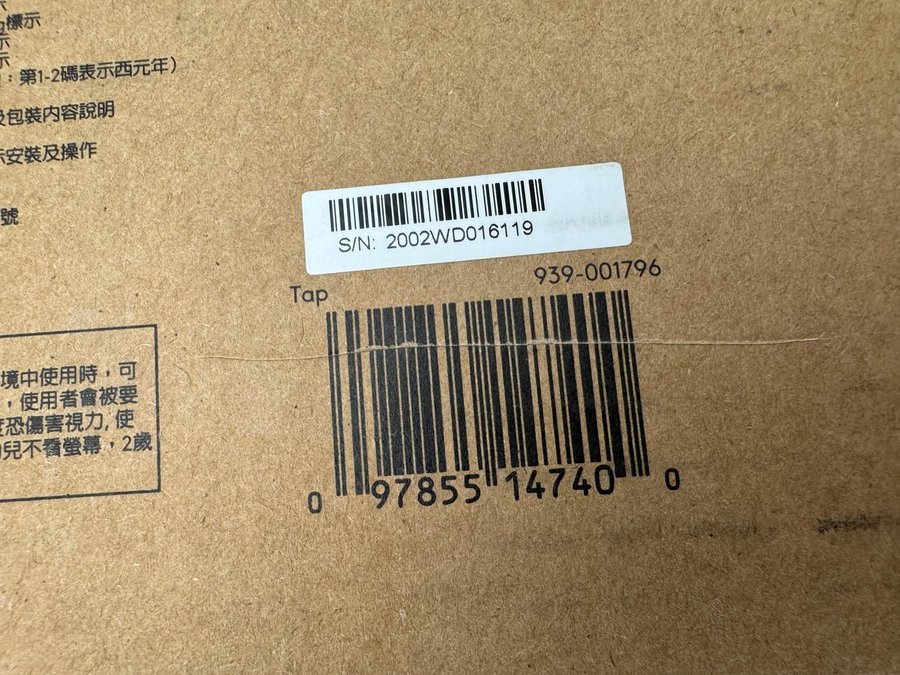 標示
示
示
：第1-2碼表示西元年）
及包裝內容說明
示安裝及操作
號
S/N: 2002WD016119
Tap
939-001796
境中使用時，可
，使用者會被要
度恐傷害視力, 使
幼兒不看螢幕，2歲
0 97855 14740 0